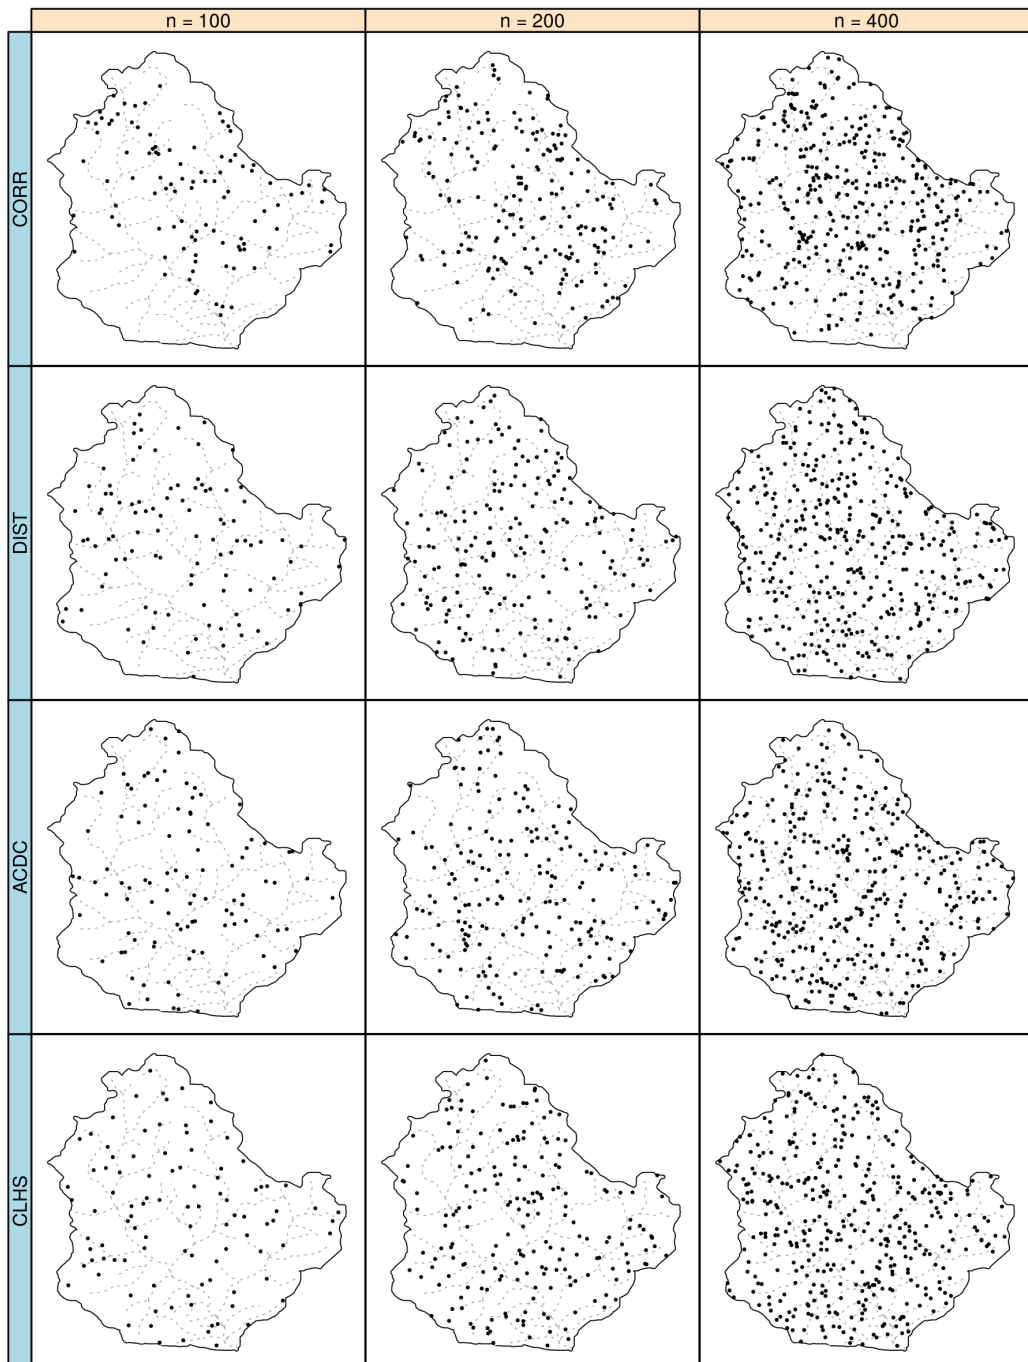 n = 100
n = 200
n = 400
CORR
DIST
ACDC
CLHS